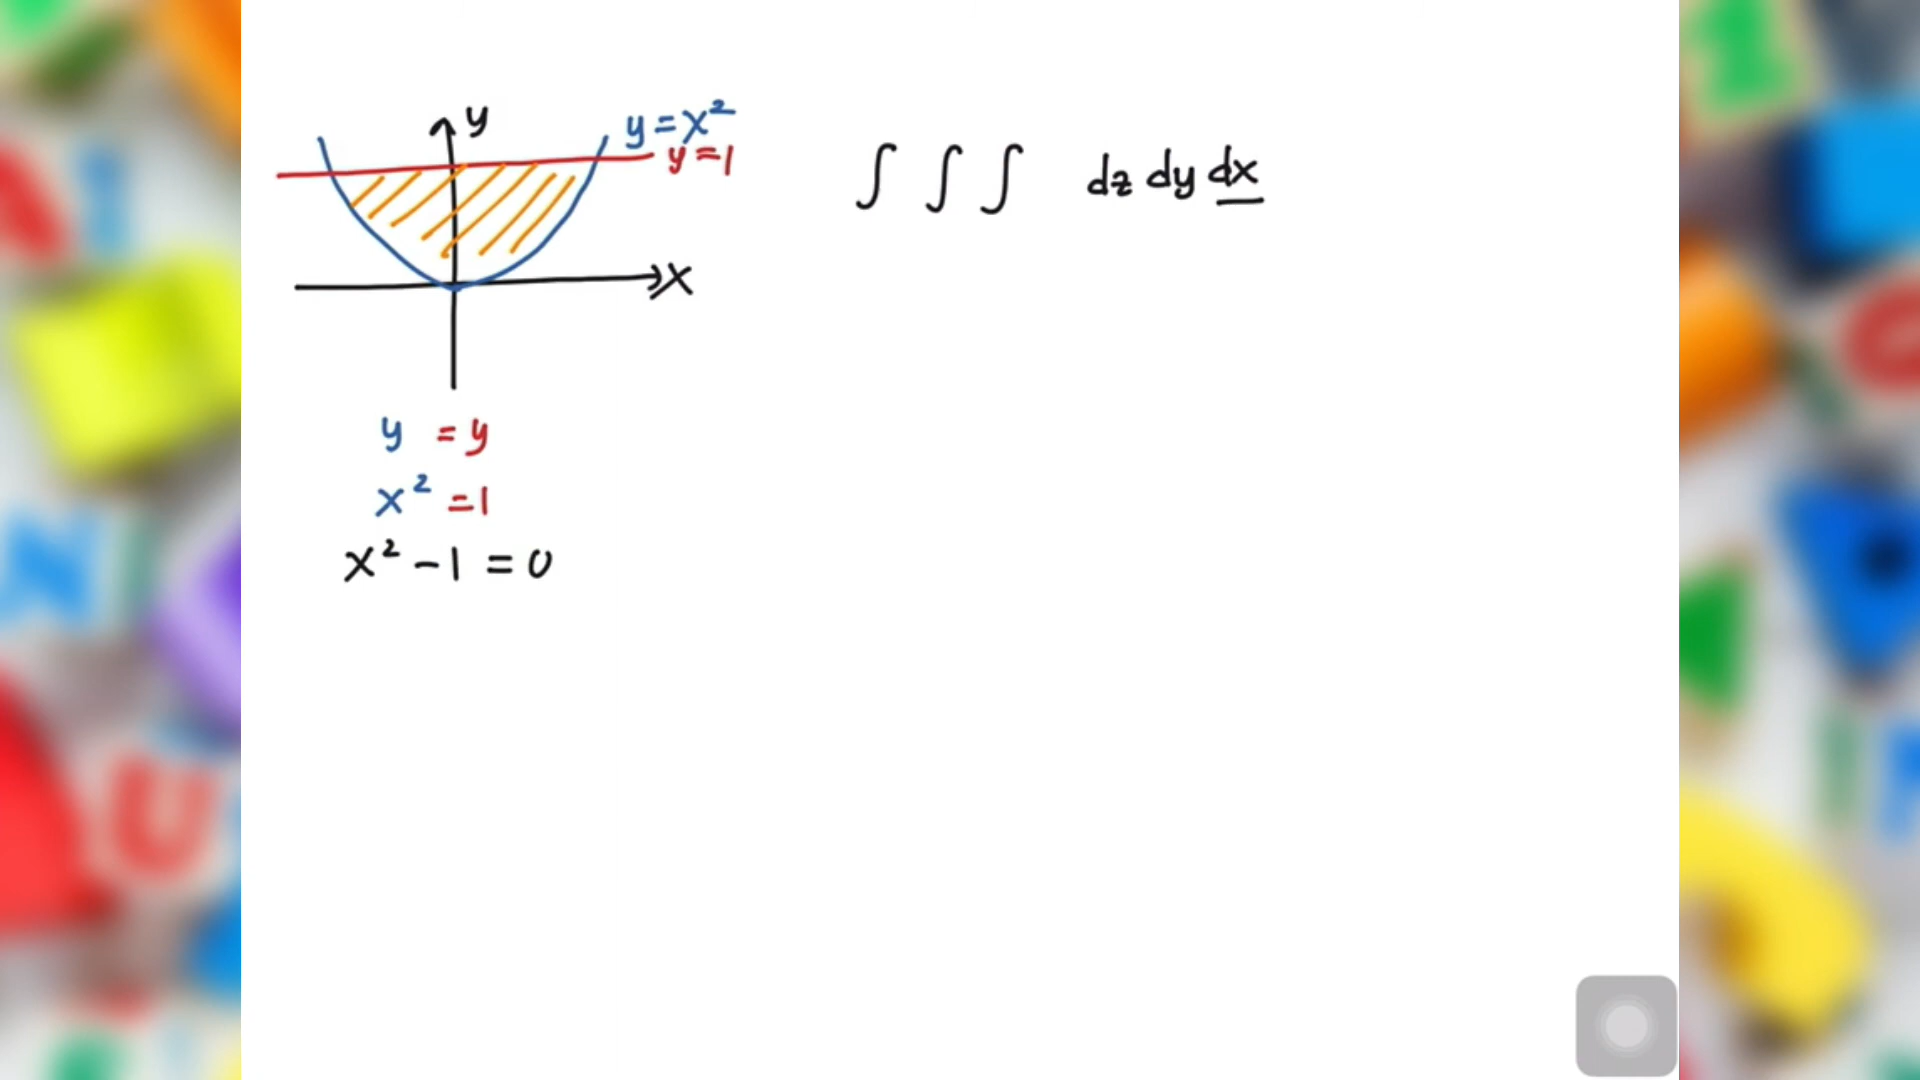 y
y = x²
y = 1
x
∫ ∫ ∫ dz dy dx
y = y
x² = 1
x² - 1 = 0